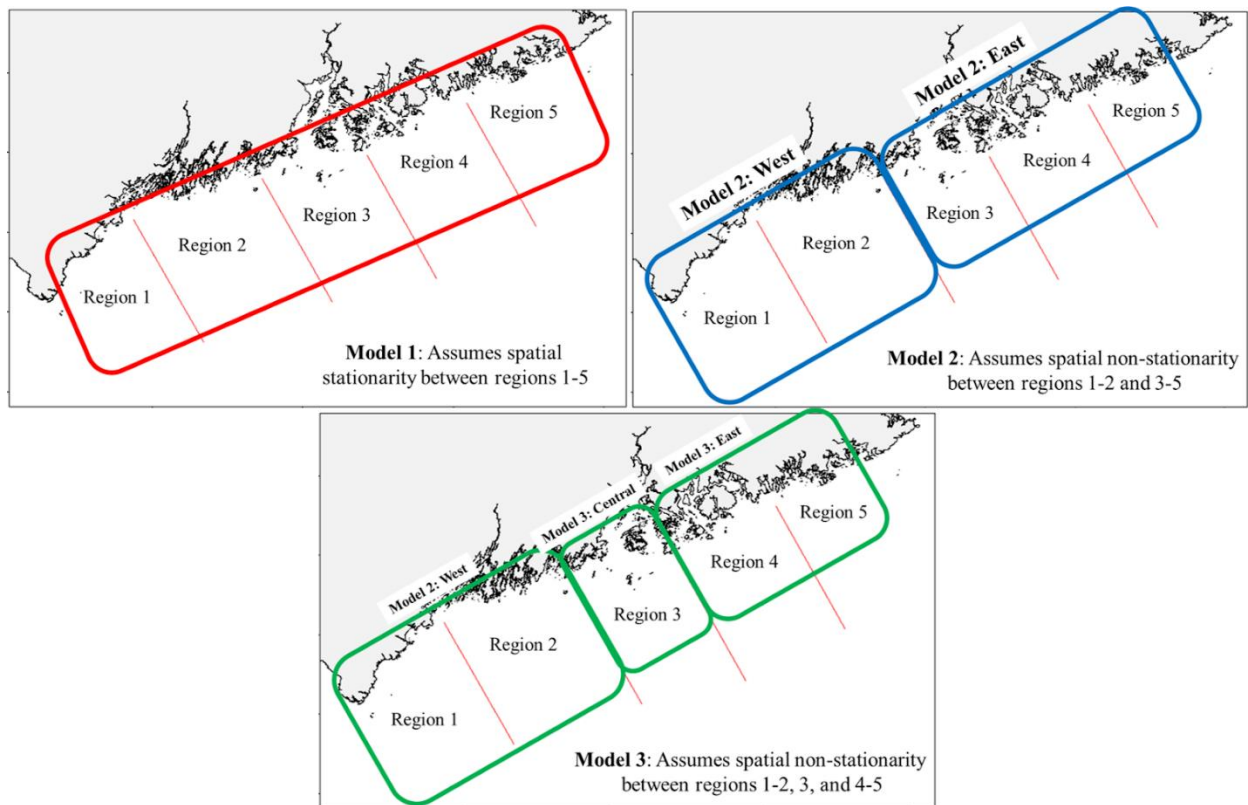 Region 5
Region 4
Region 3
Region 2
Region 1
Model 1: Assumes spatial
stationarity between regions 1-5
Model 2: East
Model 2: West
Region 5
Region 4
Region 3
Region 2
Region 1
Model 2: Assumes spatial non-stationarity
between regions 1-2 and 3-5
Model 3: East
Model 3: Central
Model 2: West
Region 5
Region 4
Region 3
Region 2
Region 1
Model 3: Assumes spatial non-stationarity
between regions 1-2, 3, and 4-5